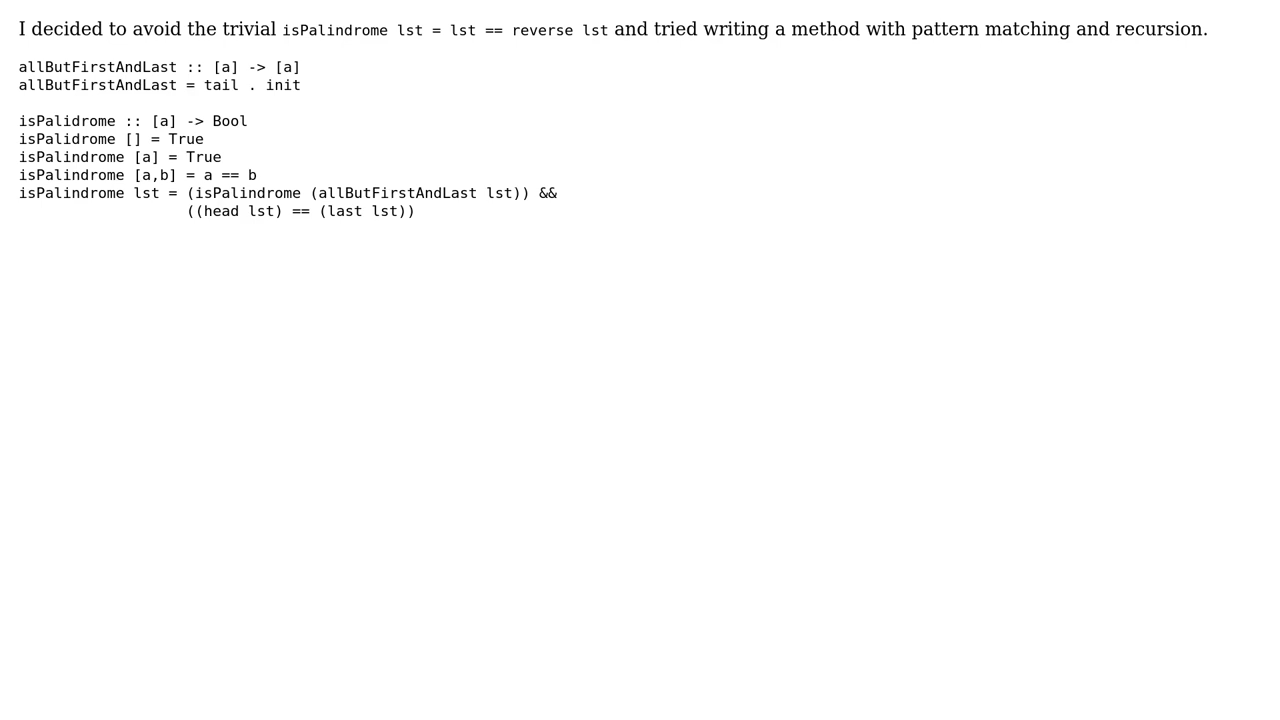 I decided to avoid the trivial isPalindrome lst = lst == reverse lst and tried writing a method with pattern matching and recursion.
allButFirstAndLast :: [a] -> [a]
allButFirstAndLast = tail . init
isPalidrome :: [a] -> Bool
isPalidrome [] = True
isPalindrome [a] = True
isPalindrome [a,b] = a == b
isPalindrome lst = (isPalindrome (allButFirstAndLast lst)) &&
((head lst) == (last lst))